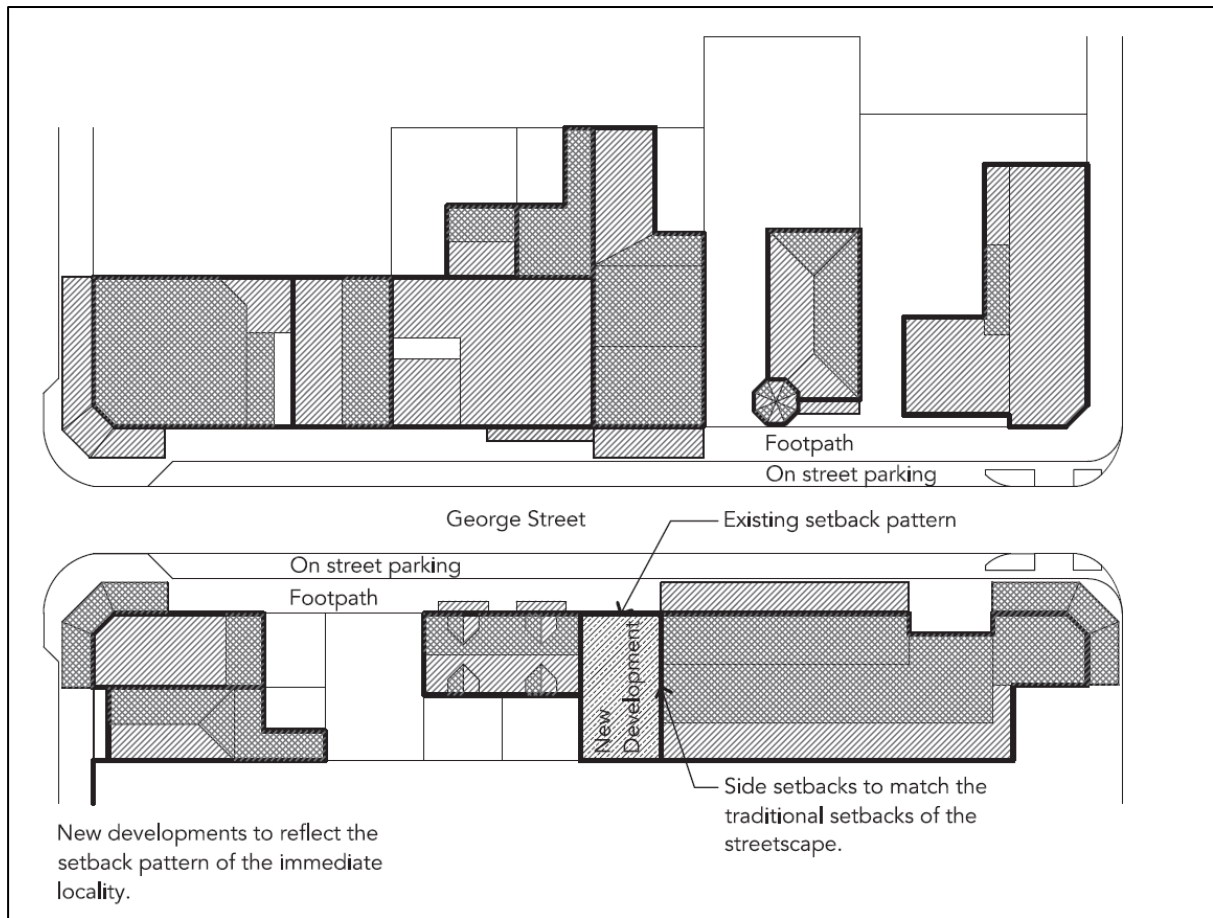 Footpath
On street parking
George Street
Existing setback pattern
On street parking
Footpath
New
Development
Side setbacks to match the
traditional setbacks of the
streetscape.
New developments to reflect the
setback pattern of the immediate
locality.